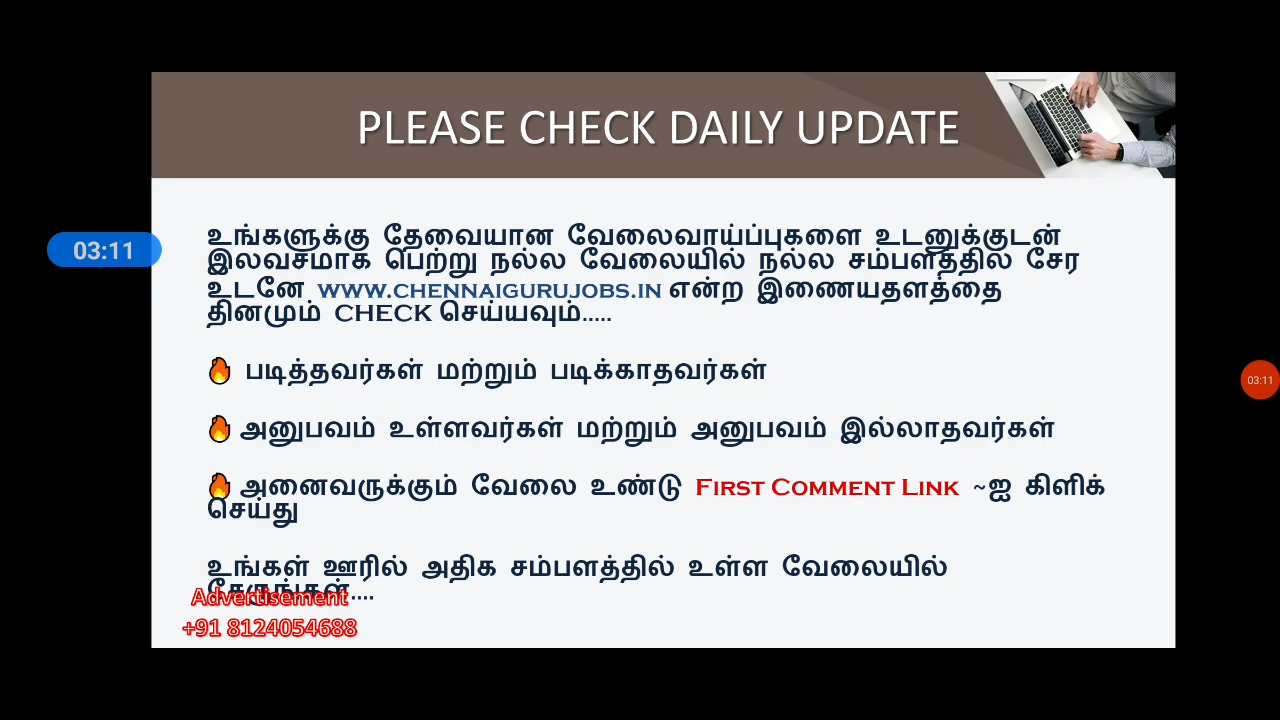 PLEASE CHECK DAILY UPDATE
03:11
உங்களுக்கு தேவையான வேலைவாய்ப்புகளை உடனுக்குடன்
இலவசமாக பெற்று நல்ல வேலையில் நல்ல சம்பளத்தில் சேர
உடனே WWW.CHENNAIGURUJOBS.IN என்ற இணையதளத்தை
தினமும் CHECK செய்யவும்.....
03:11
🔥 படித்தவர்கள் மற்றும் படிக்காதவர்கள்
🔥 அனுபவம் உள்ளவர்கள் மற்றும் அனுபவம் இல்லாதவர்கள்
🔥 அனைவருக்கும் வேலை உண்டு FIRST COMMENT LINK ~ஐ கிளிக்
செய்து
உங்கள் ஊரில் அதிக சம்பளத்தில் உள்ள வேலையில்
சேருங்கள்....
Advertisement
+91 8124054688